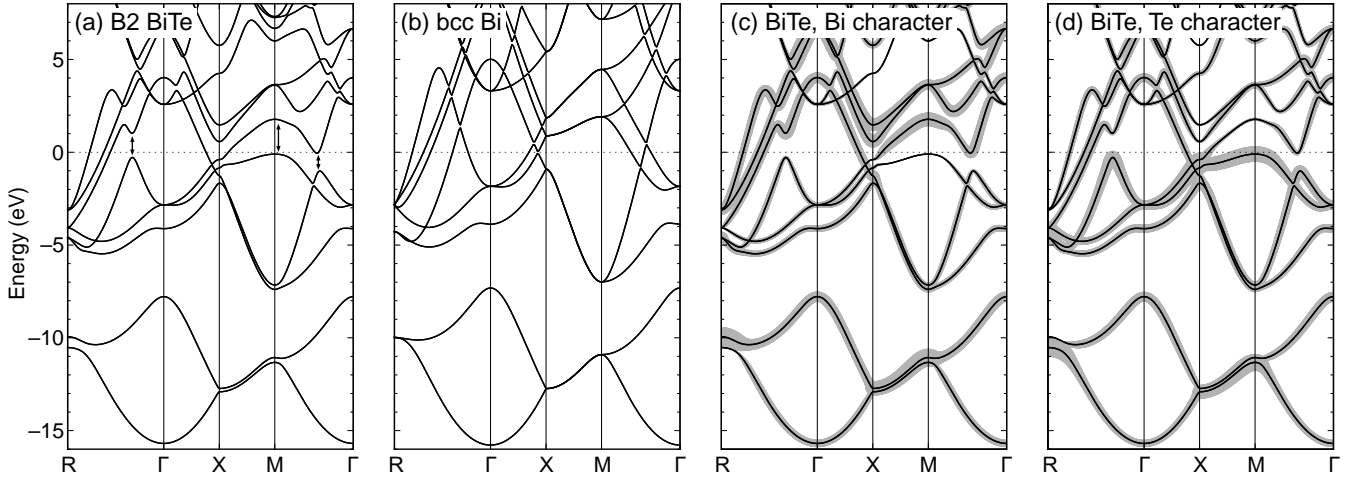 (a) B2 BiTe
(b) bcc Bi
(c) BiTe, Bi character
(d) BiTe, Te character
Energy (eV)
5
0
−5
−10
−15
R Γ X M Γ
R Γ X M Γ
R Γ X M Γ
R Γ X M Γ